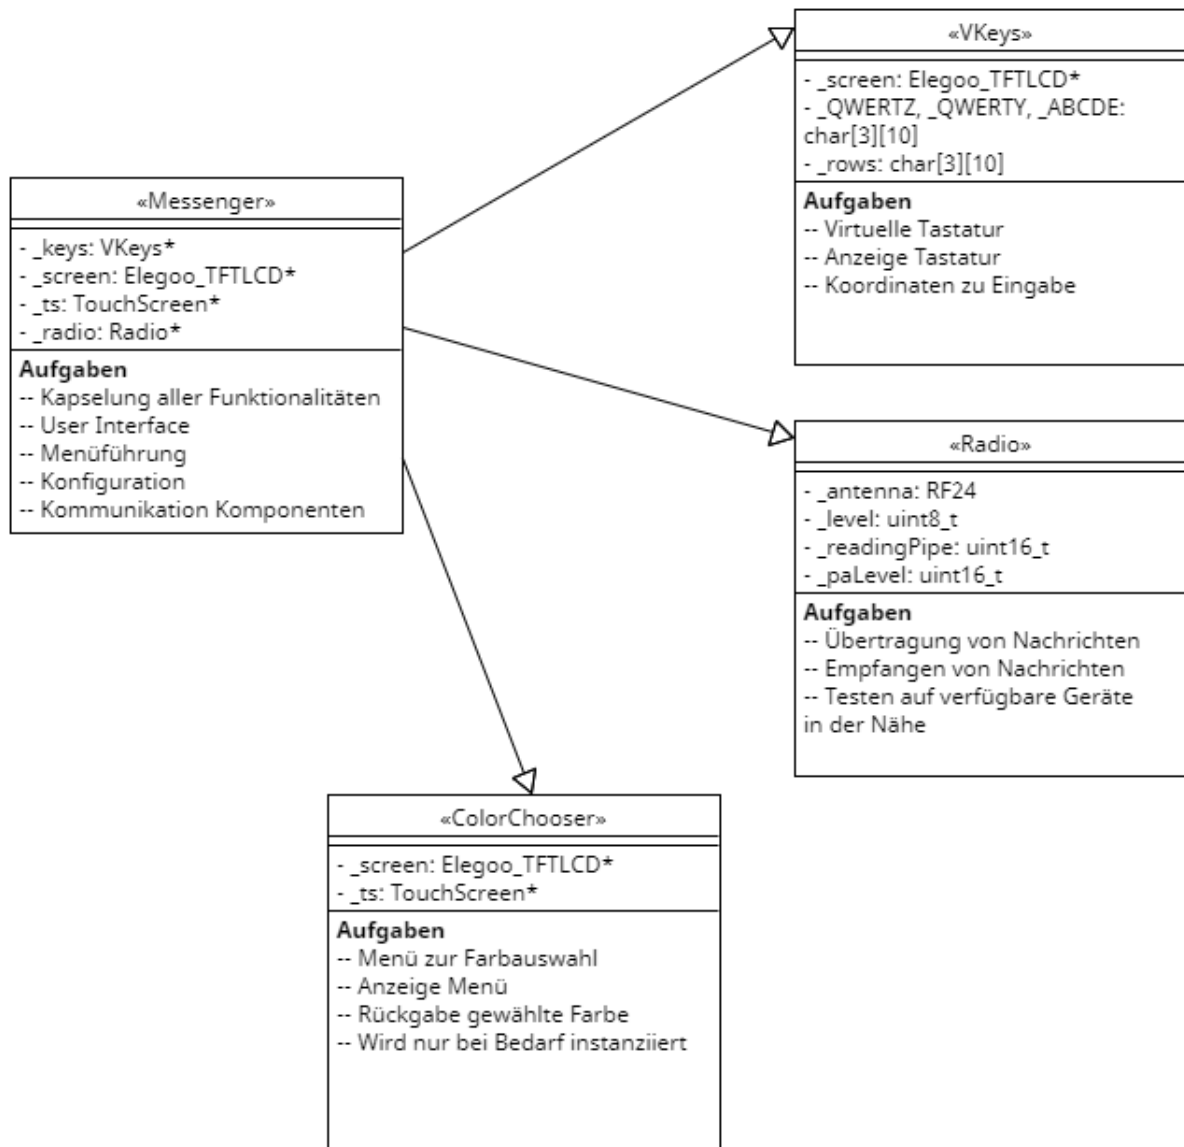 «Messenger»
- _keys: VKeys*
- _screen: Elegoo_TFTLCD*
- _ts: TouchScreen*
- _radio: Radio*
Aufgaben
-- Kapselung aller Funktionalitäten
-- User Interface
-- Menüführung
-- Konfiguration
-- Kommunikation Komponenten
«VKeys»
- _screen: Elegoo_TFTLCD*
- _QWERTZ, _QWERTY, _ABCDE:
char[3][10]
- _rows: char[3][10]
Aufgaben
-- Virtuelle Tastatur
-- Anzeige Tastatur
-- Koordinaten zu Eingabe
«Radio»
- _antenna: RF24
- _level: uint8_t
- _readingPipe: uint16_t
- _paLevel: uint16_t
Aufgaben
-- Übertragung von Nachrichten
-- Empfangen von Nachrichten
-- Testen auf verfügbare Geräte
in der Nähe
«ColorChooser»
- _screen: Elegoo_TFTLCD*
- _ts: TouchScreen*
Aufgaben
-- Menü zur Farbauswahl
-- Anzeige Menü
-- Rückgabe gewählte Farbe
-- Wird nur bei Bedarf instanziiert